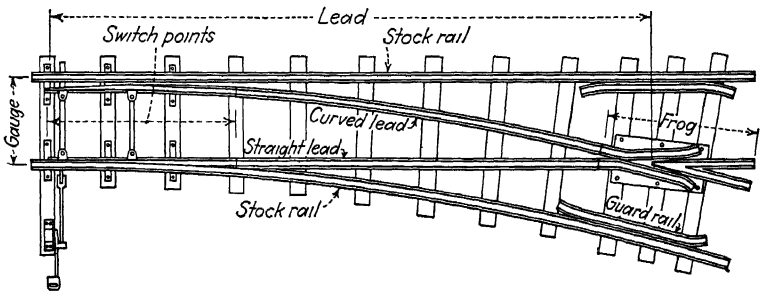 Lead
Switch points
Stock rail
Gauge
Curved lead
Frog
Straight lead
Stock rail
Guard rail